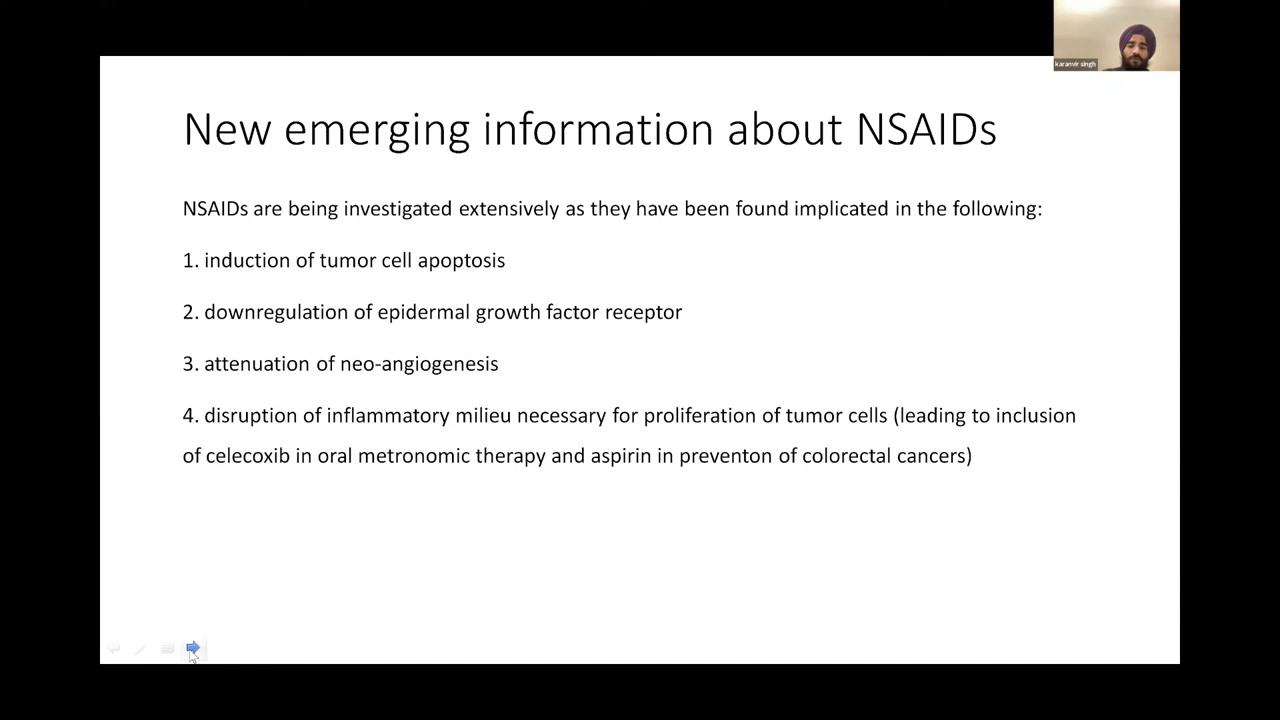 karanvir singh
New emerging information about NSAIDs
NSAIDs are being investigated extensively as they have been found implicated in the following:
1. induction of tumor cell apoptosis
2. downregulation of epidermal growth factor receptor
3. attenuation of neo-angiogenesis
4. disruption of inflammatory milieu necessary for proliferation of tumor cells (leading to inclusion
of celecoxib in oral metronomic therapy and aspirin in preventon of colorectal cancers)